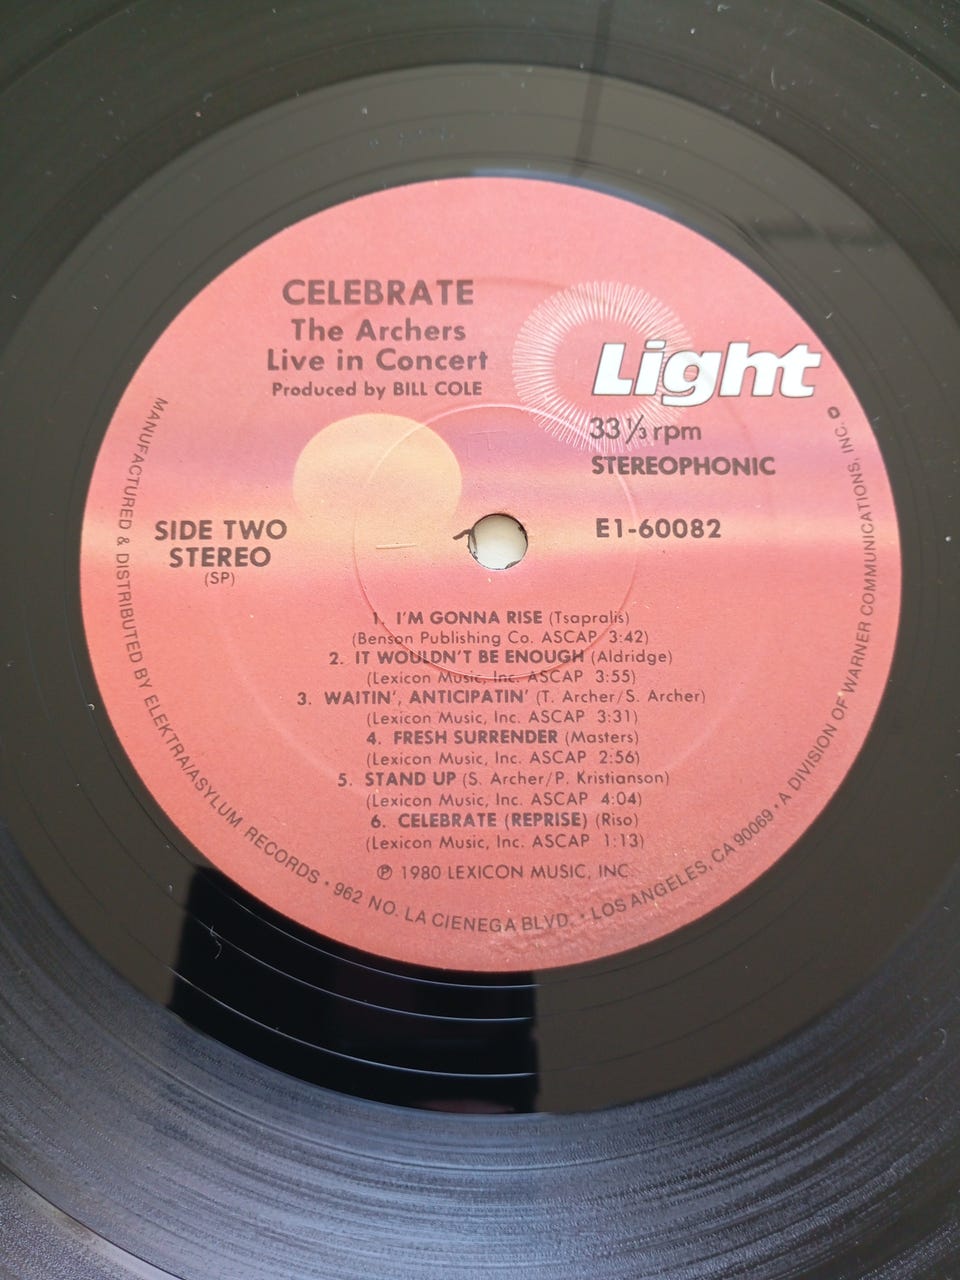 CELEBRATE
The Archers
Live in Concert
Produced by BILL COLE
Light
33⅓ rpm
STEREOPHONIC
SIDE TWO
STEREO
(SP)
E1-60082
1. I'M GONNA RISE (Tsapralis)
(Benson Publishing Co. ASCAP 3:42)
2. IT WOULDN'T BE ENOUGH (Aldridge)
(Lexicon Music, Inc. ASCAP 3:55)
3. WAITIN', ANTICIPATIN' (T. Archer/S. Archer)
(Lexicon Music, Inc. ASCAP 3:31)
4. FRESH SURRENDER (Masters)
(Lexicon Music, Inc. ASCAP 2:56)
5. STAND UP (S. Archer/P. Kristianson)
(Lexicon Music, Inc. ASCAP 4:04)
6. CELEBRATE (REPRISE) (Riso)
(Lexicon Music, Inc. ASCAP 1:13)
℗ 1980 LEXICON MUSIC, INC.
MANUFACTURED & DISTRIBUTED BY ELEKTRA/ASYLUM RECORDS • 962 NO. LA CIENEGA BLVD. • LOS ANGELES, CA 90069 • A DIVISION OF WARNER COMMUNICATIONS, INC.